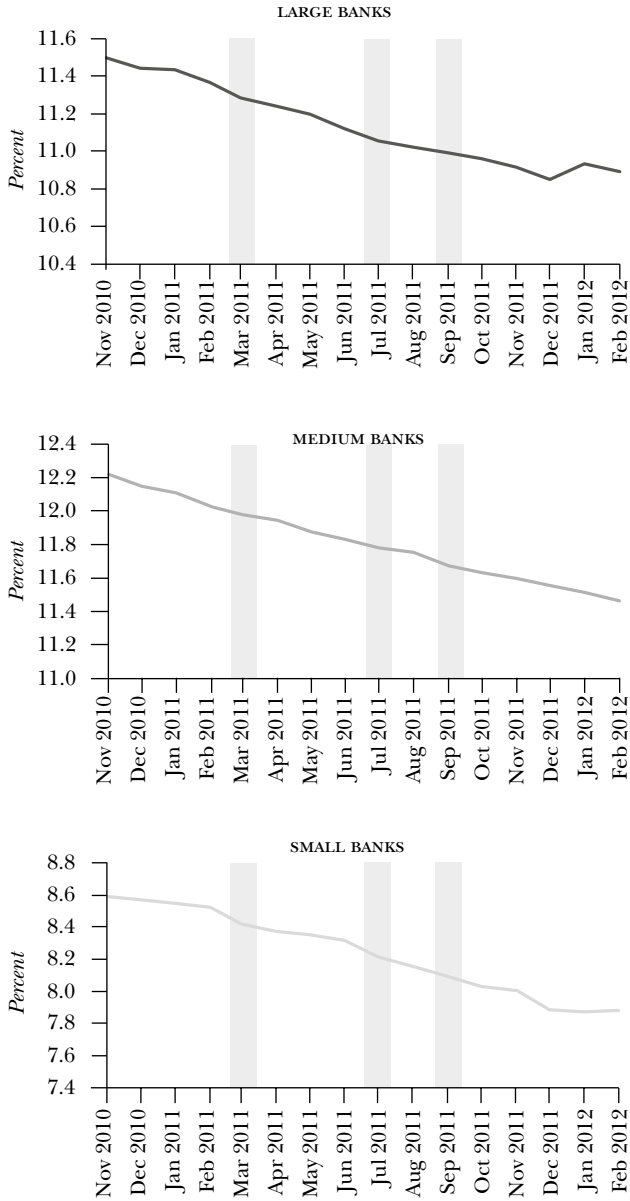 LARGE BANKS
Percent
11.6
11.4
11.2
11.0
10.8
10.6
10.4
Nov 2010
Dec 2010
Jan 2011
Feb 2011
Mar 2011
Apr 2011
May 2011
Jun 2011
Jul 2011
Aug 2011
Sep 2011
Oct 2011
Nov 2011
Dec 2011
Jan 2012
Feb 2012
MEDIUM BANKS
Percent
12.4
12.2
12.0
11.8
11.6
11.4
11.2
11.0
Nov 2010
Dec 2010
Jan 2011
Feb 2011
Mar 2011
Apr 2011
May 2011
Jun 2011
Jul 2011
Aug 2011
Sep 2011
Oct 2011
Nov 2011
Dec 2011
Jan 2012
Feb 2012
SMALL BANKS
Percent
8.8
8.6
8.4
8.2
8.0
7.8
7.6
7.4
Nov 2010
Dec 2010
Jan 2011
Feb 2011
Mar 2011
Apr 2011
May 2011
Jun 2011
Jul 2011
Aug 2011
Sep 2011
Oct 2011
Nov 2011
Dec 2011
Jan 2012
Feb 2012